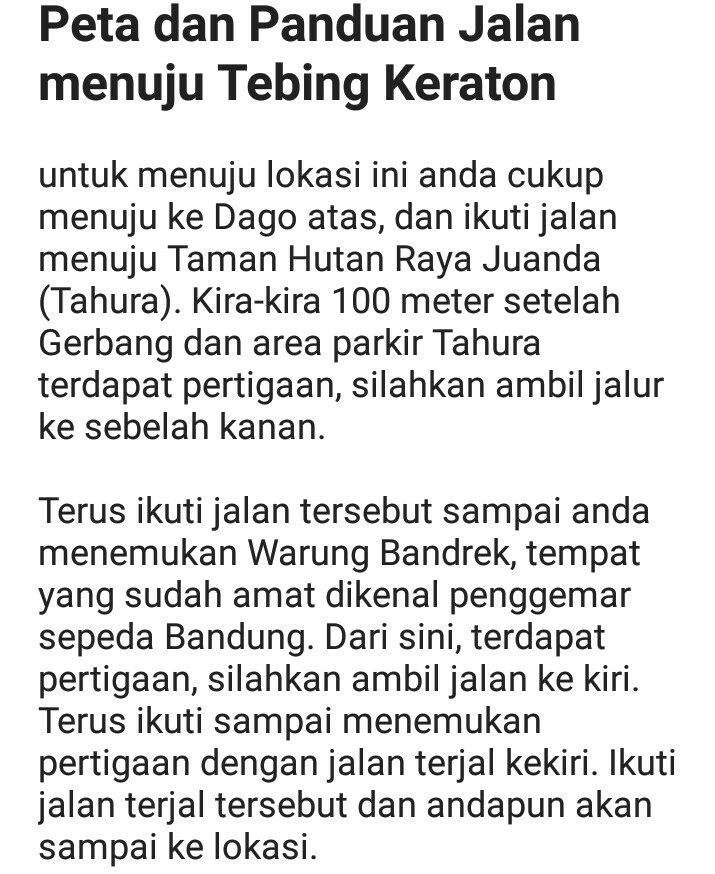 Peta dan Panduan Jalan
menuju Tebing Keraton
untuk menuju lokasi ini anda cukup
menuju ke Dago atas, dan ikuti jalan
menuju Taman Hutan Raya Juanda
(Tahura). Kira-kira 100 meter setelah
Gerbang dan area parkir Tahura
terdapat pertigaan, silahkan ambil jalur
ke sebelah kanan.
Terus ikuti jalan tersebut sampai anda
menemukan Warung Bandrek, tempat
yang sudah amat dikenal penggemar
sepeda Bandung. Dari sini, terdapat
pertigaan, silahkan ambil jalan ke kiri.
Terus ikuti sampai menemukan
pertigaan dengan jalan terjal kekiri. Ikuti
jalan terjal tersebut dan andapun akan
sampai ke lokasi.